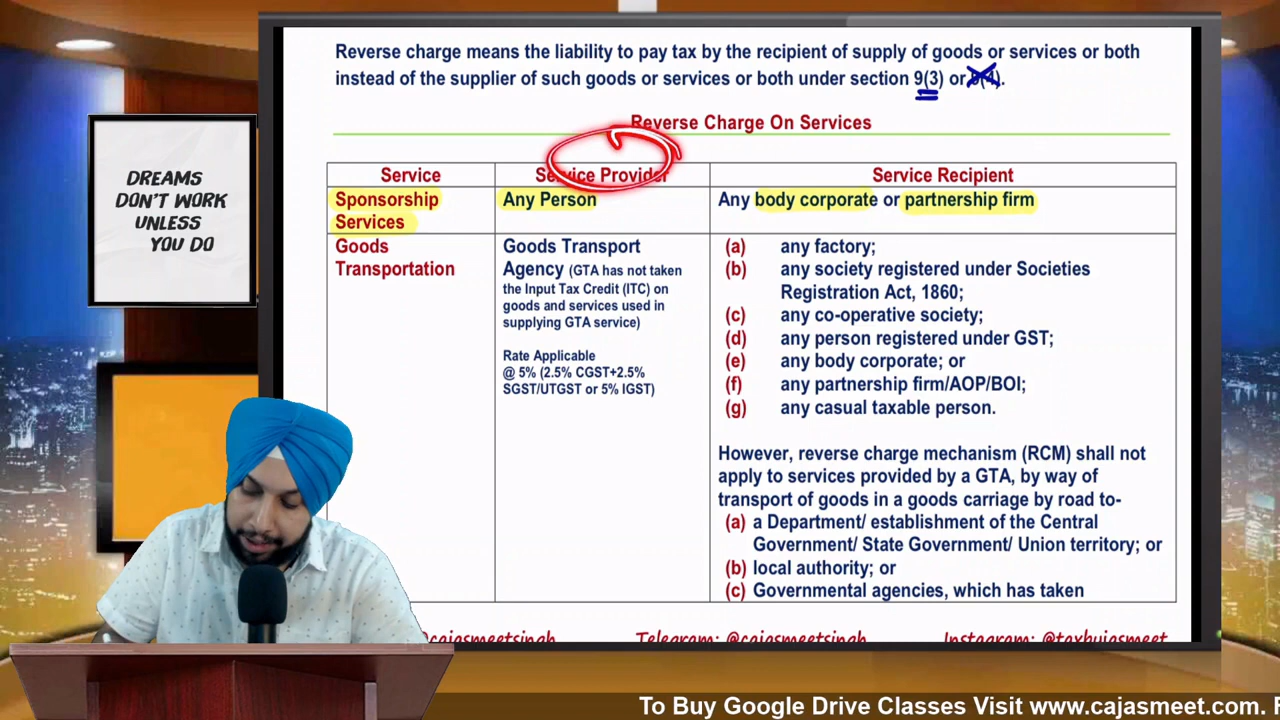 Reverse charge means the liability to pay tax by the recipient of supply of goods or services or both
instead of the supplier of such goods or services or both under section 9(3) or 9(4).
Reverse Charge On Services
Service
Service Provider
Service Recipient
Sponsorship
Services
Any Person
Any body corporate or partnership firm
Goods
Transportation
Goods Transport
Agency (GTA has not taken
the Input Tax Credit (ITC) on
goods and services used in
supplying GTA service)
Rate Applicable
@ 5% (2.5% CGST+2.5%
SGST/UTGST or 5% IGST)
(a) any factory;
(b) any society registered under Societies
Registration Act, 1860;
(c) any co-operative society;
(d) any person registered under GST;
(e) any body corporate; or
(f) any partnership firm/AOP/BOI;
(g) any casual taxable person.
However, reverse charge mechanism (RCM) shall not
apply to services provided by a GTA, by way of
transport of goods in a goods carriage by road to-
(a) a Department/ establishment of the Central
Government/ State Government/ Union territory; or
(b) local authority; or
(c) Governmental agencies, which has taken
@cajasmeetsingh
Telegram: @cajasmeetsingh
Instagram: @taxbyjasmeet
DREAMS
DON'T WORK
UNLESS
YOU DO
To Buy Google Drive Classes Visit www.cajasmeet.com.